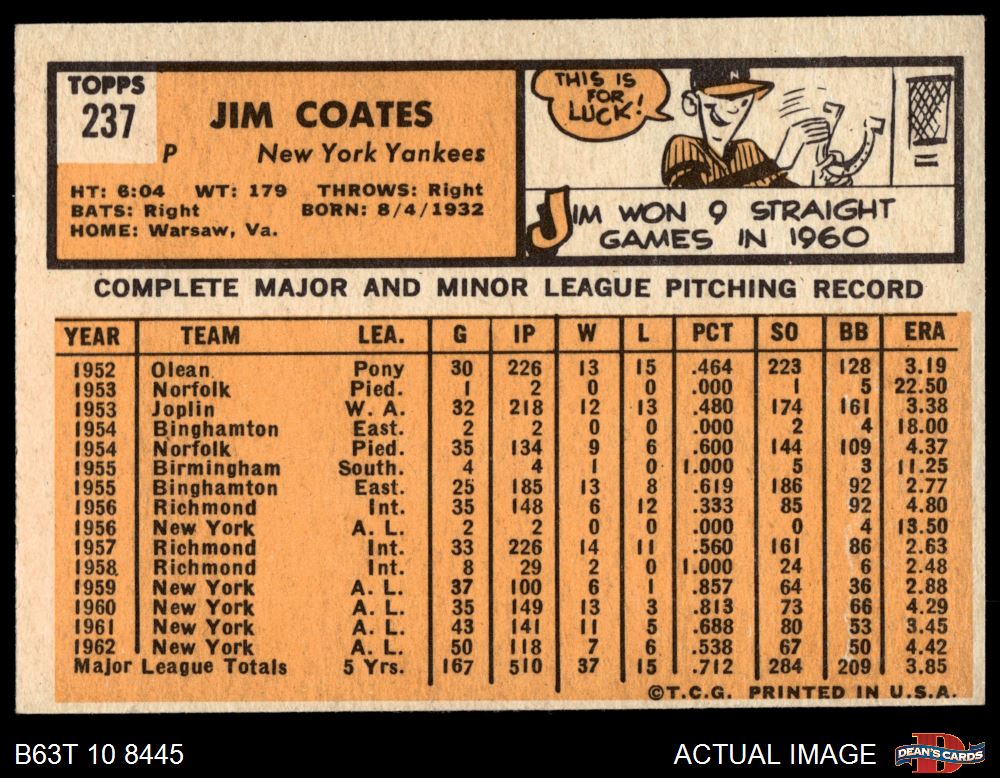 TOPPS
237
JIM COATES
P New York Yankees
HT: 6:04 WT: 179 THROWS: Right
BATS: Right BORN: 8/4/1932
HOME: Warsaw, Va.
THIS IS
FOR
LUCK!
N
JIM WON 9 STRAIGHT
GAMES IN 1960
COMPLETE MAJOR AND MINOR LEAGUE PITCHING RECORD
YEAR TEAM LEA. G IP W L PCT SO BB ERA
1952 Olean Pony 30 226 13 15 .464 223 128 3.19
1953 Norfolk Pied. 1 2 0 0 .000 1 5 22.50
1953 Joplin W. A. 32 218 12 13 .480 174 161 3.38
1954 Binghamton East. 2 2 0 0 .000 2 4 18.00
1954 Norfolk Pied. 35 134 9 6 .600 144 109 4.37
1955 Birmingham South. 4 4 1 0 1.000 5 3 11.25
1955 Binghamton East. 25 185 13 8 .619 186 92 2.77
1956 Richmond Int. 35 148 6 12 .333 85 92 4.80
1956 New York A. L. 2 2 0 0 .000 0 4 13.50
1957 Richmond Int. 33 226 14 11 .560 161 86 2.63
1958 Richmond Int. 8 29 2 0 1.000 24 6 2.48
1959 New York A. L. 37 100 6 1 .857 64 36 2.88
1960 New York A. L. 35 149 13 3 .813 73 66 4.29
1961 New York A. L. 43 141 11 5 .688 80 53 3.45
1962 New York A. L. 50 118 7 6 .538 67 50 4.42
Major League Totals 5 Yrs. 167 510 37 15 .712 284 209 3.85
©T.C.G. PRINTED IN U.S.A.
B63T 10 8445 ACTUAL IMAGE
D
DEAN'S CARDS